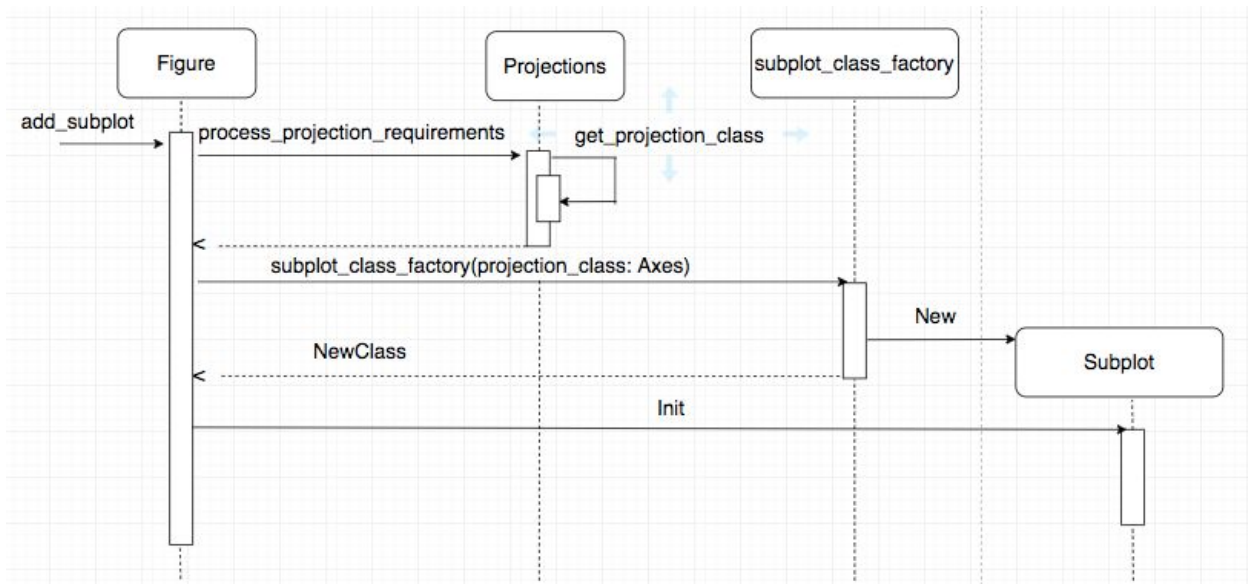 Figure
Projections
subplot_class_factory
add_subplot
process_projection_requirements
get_projection_class
subplot_class_factory(projection_class: Axes)
New
NewClass
Subplot
Init